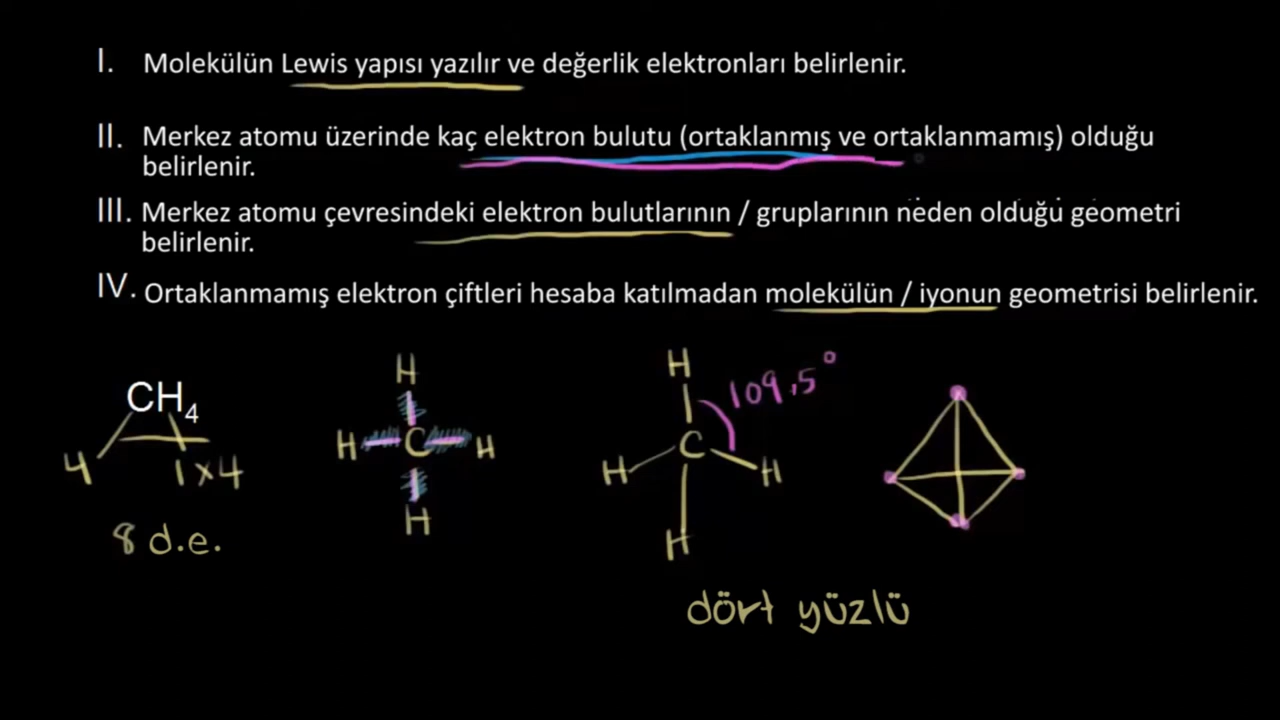 I. Molekülün Lewis yapısı yazılır ve değerlik elektronları belirlenir.
II. Merkez atomu üzerinde kaç elektron bulutu (ortaklanmış ve ortaklanmamış) olduğu
belirlenir.
III. Merkez atomu çevresindeki elektron bulutlarının / gruplarının neden olduğu geometri
belirlenir.
IV. Ortaklanmamış elektron çiftleri hesaba katılmadan molekülün / iyonun geometrisi belirlenir.
CH₄
4 1x4
8 d.e.
H
H C H
H
H
109,5°
C
H H
H
dört yüzlü